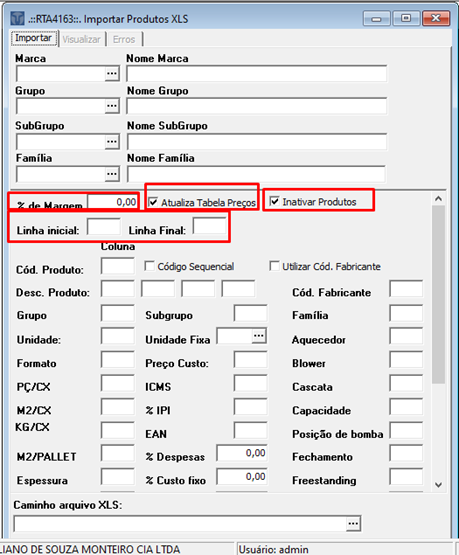 .::RTA4163::. Importar Produtos XLS
Importar Visualizar Erros
Marca Nome Marca
...
Grupo Nome Grupo
...
SubGrupo Nome SubGrupo
...
Família Nome Família
...
% de Margem 0,00 Atualiza Tabela Preços Inativar Produtos
Linha inicial: Linha Final:
Coluna
Cód. Produto: Código Sequencial Utilizar Cód. Fabricante
Desc. Produto: Cód. Fabricante
Grupo Subgrupo Família
Unidade: Unidade Fixa ... Aquecedor
Formato Preço Custo: Blower
PÇ/CX ICMS Cascata
M2/CX % IPI Capacidade
KG/CX EAN Posição de bomba
M2/PALLET % Despesas 0,00 Fechamento
Espessura % Custo fixo 0,00 Freestanding
Caminho arquivo XLS:
...
LIANO DE SOUZA MONTEIRO CIA LTDA Usuário: admin